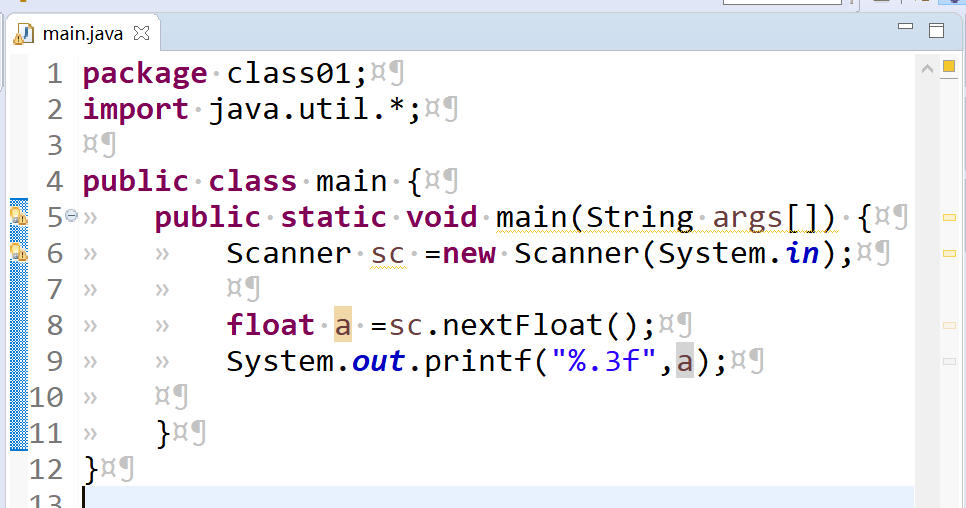 main.java
1 package class01;¤¶
2 import java.util.*;¤¶
3 ¤¶
4 public class main {¤¶
5 » public static void main(String args[]) {¤¶
6 » » Scanner sc =new Scanner(System.in);¤¶
7 » » ¤¶
8 » » float a =sc.nextFloat();¤¶
9 » » System.out.printf("%.3f",a);¤¶
10 » ¤¶
11 » }¤¶
12 }¤¶
13